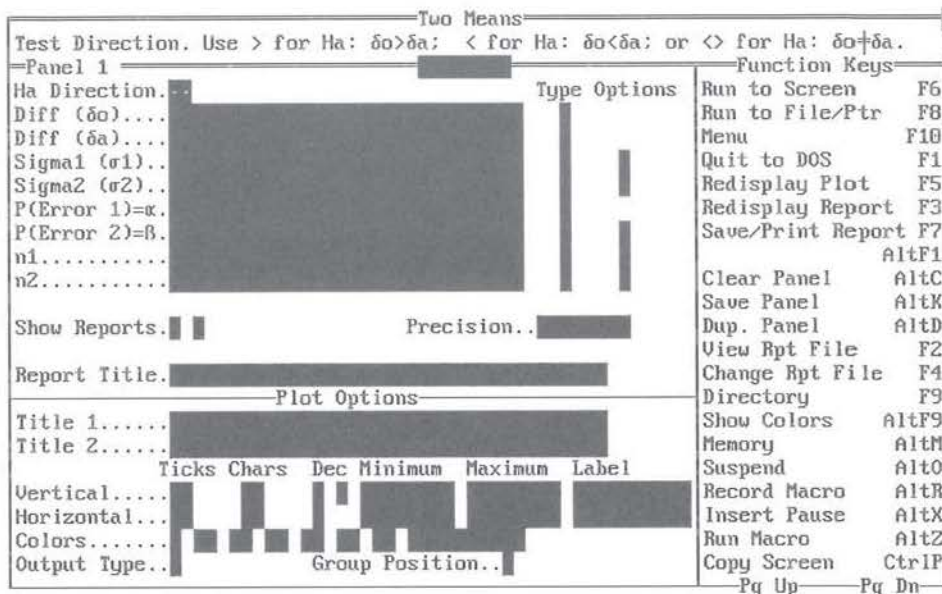 Two Means
Test Direction. Use > for Ha: δo>δa;  < for Ha: δo<δa; or <> for Ha: δo╪δa.
Panel 1
Ha Direction.. Type Options
Diff (δo)....
Diff (δa)....
Sigma1 (σ1)..
Sigma2 (σ2)..
P(Error 1)=α.
P(Error 2)=ß.
n1...........
n2...........
Show Reports. Precision..
Report Title.
Plot Options
Title 1......
Title 2......
Ticks Chars Dec Minimum Maximum Label
Vertical.....
Horizontal...
Colors.......
Output Type.. Group Position..
Function Keys
Run to Screen F6
Run to File/Ptr F8
Menu F10
Quit to DOS F1
Redisplay Plot F5
Redisplay Report F3
Save/Print Report F7
AltF1
Clear Panel AltC
Save Panel AltK
Dup. Panel AltD
View Rpt File F2
Change Rpt File F4
Directory F9
Show Colors AltF9
Memory AltM
Suspend AltO
Record Macro AltR
Insert Pause AltX
Run Macro AltZ
Copy Screen CtrlP
Pg Up Pg Dn